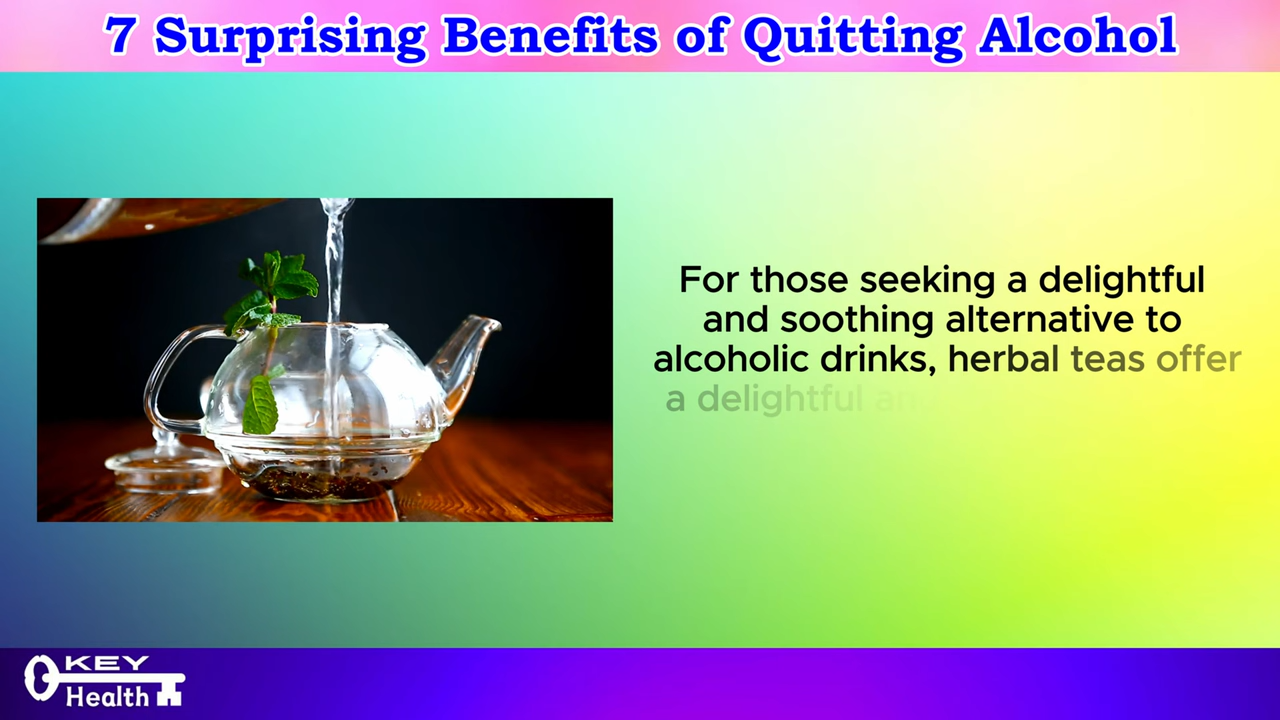 7 Surprising Benefits of Quitting Alcohol
For those seeking a delightful
and soothing alternative to
alcoholic drinks, herbal teas offer
a delightful an
KEY
Health